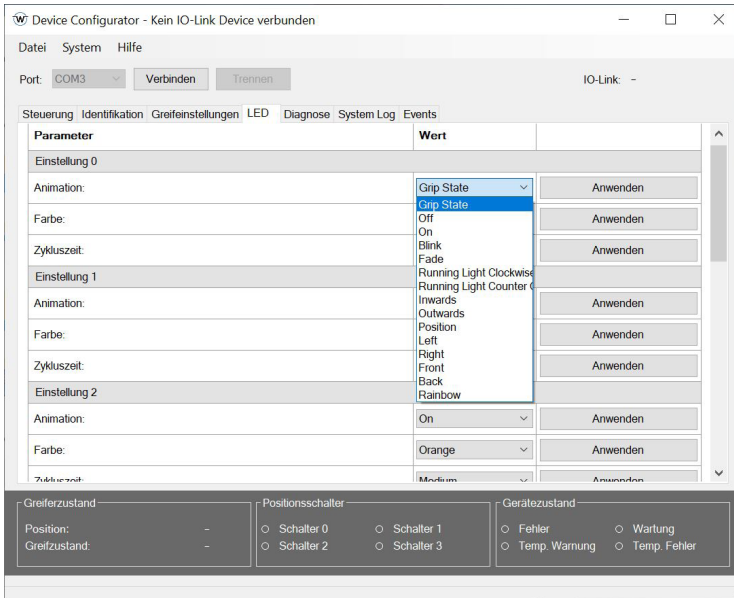 Device Configurator - Kein IO-Link Device verbunden
Datei System Hilfe
Port: COM3 Verbinden Trennen IO-Link: -
Steuerung Identifikation Greifeinstellungen LED Diagnose System Log Events
Parameter Wert
Einstellung 0
Animation: Grip State Anwenden
Grip State
Farbe: Off Anwenden
On
Zykluszeit: Blink Anwenden
Fade
Einstellung 1 Running Light Clockwise
Running Light Counter
Animation: Inwards Anwenden
Outwards
Farbe: Position Anwenden
Left
Zykluszeit: Right Anwenden
Front
Einstellung 2 Back
Rainbow
Animation: On Anwenden
Farbe: Orange Anwenden
Zykluszeit: Medium Anwenden
Greiferzustand Positionsschalter Gerätezustand
Position: - Schalter 0 Schalter 1 Fehler Wartung
Greifzustand: - Schalter 2 Schalter 3 Temp. Warnung Temp. Fehler